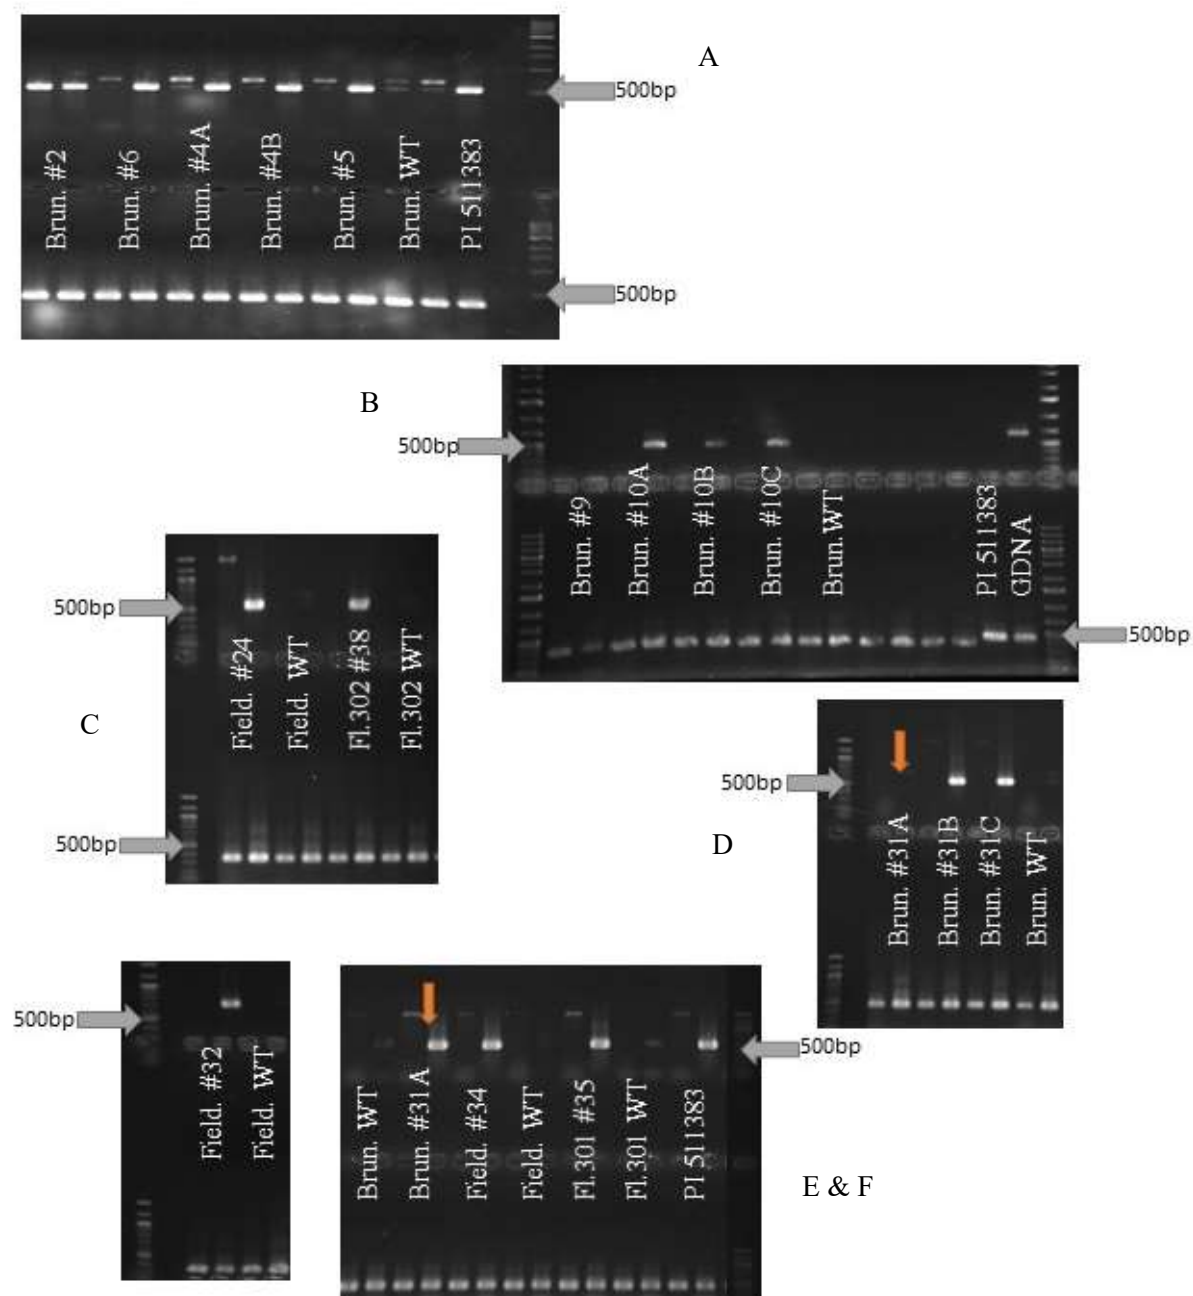 A
500bp
Brun. #2
Brun. #6
Brun. #4A
Brun. #4B
Brun. #5
Brun. WT
PI 511383
500bp
B
500bp
Brun. #9
Brun. #10A
Brun. #10B
Brun. #10C
Brun.WT
PI 511383
GDNA
500bp
C
500bp
Field. #24
Field. WT
Fl.302 #38
Fl.302 WT
500bp
D
500bp
Brun. #31A
Brun. #31B
Brun. #31C
Brun. WT
500bp
Field. #32
Field. WT
Brun. WT
Brun. #31A
Field. #34
Field. WT
Fl.301 #35
Fl.301 WT
PI 511383
500bp
E & F